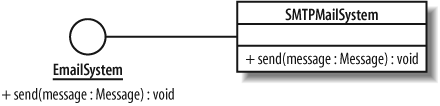 SMTPMailSystem
+ send(message : Message) : void
EmailSystem
+ send(message : Message) : void